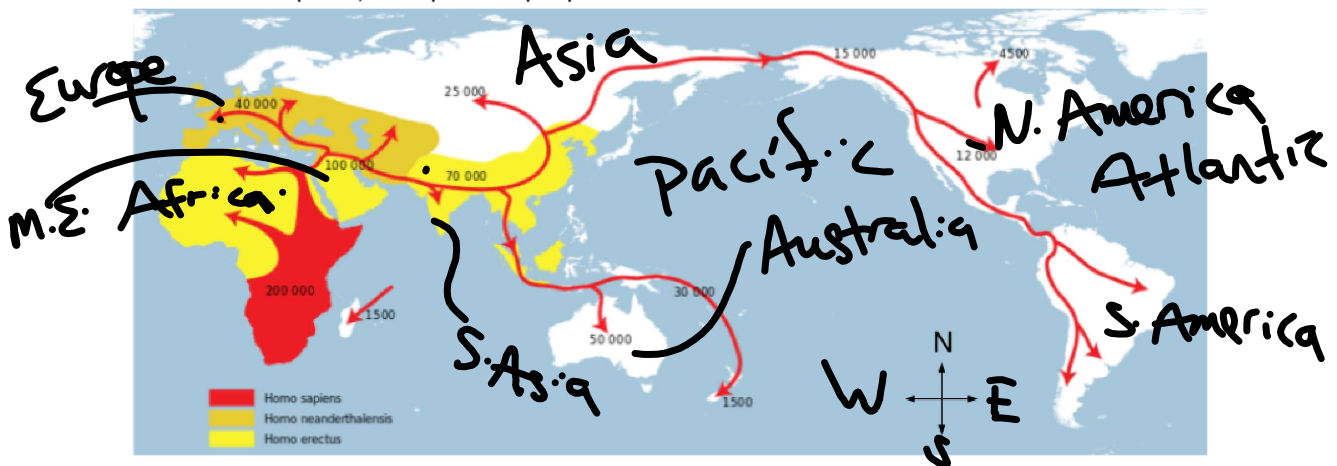 Asia
15 000
4500
Europe
25 000
40 000
N. America
12 000
Atlantic
Pacific
100 000
70 000
M.E.
Africa
Australia
200 000
30 000
1500
50 000
S. Asia
S. America
N
W
E
S
1500
Homo sapiens
Homo neanderthalensis
Homo erectus